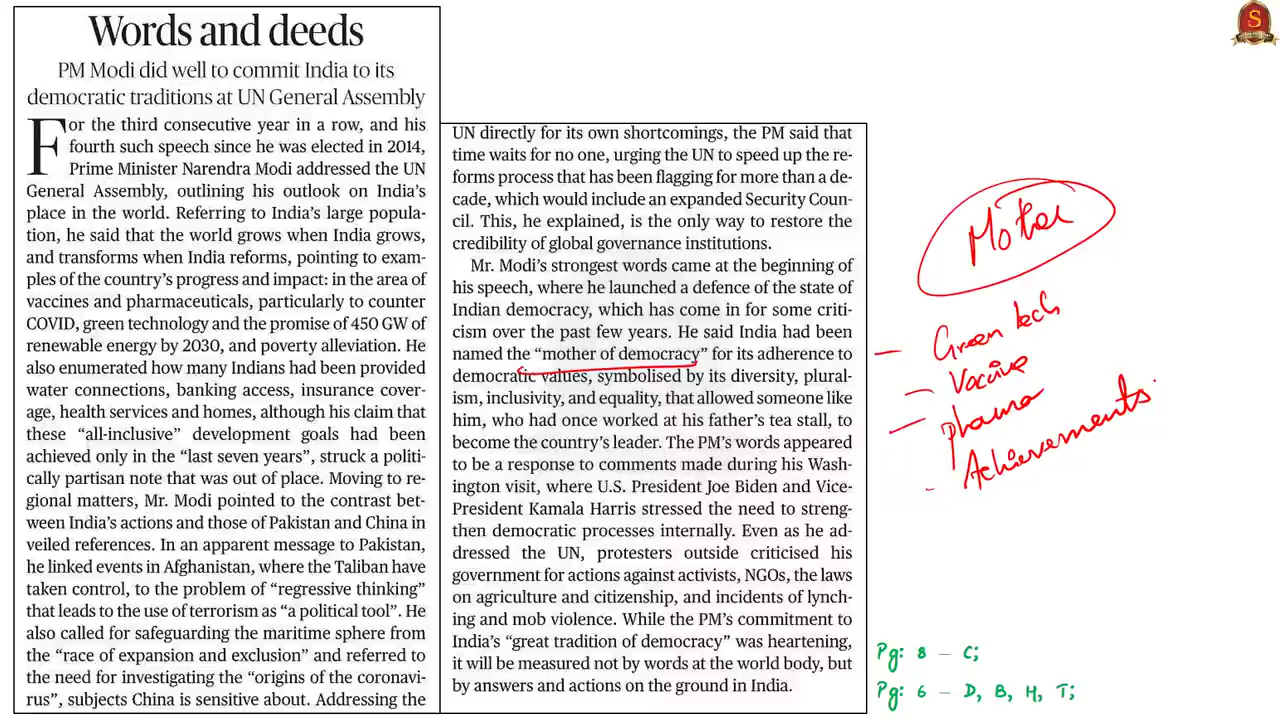 Words and deeds
PM Modi did well to commit India to its
democratic traditions at UN General Assembly
For the third consecutive year in a row, and his
fourth such speech since he was elected in 2014,
Prime Minister Narendra Modi addressed the UN
General Assembly, outlining his outlook on India's
place in the world. Referring to India's large popula-
tion, he said that the world grows when India grows,
and transforms when India reforms, pointing to exam-
ples of the country's progress and impact: in the area of
vaccines and pharmaceuticals, particularly to counter
COVID, green technology and the promise of 450 GW of
renewable energy by 2030, and poverty alleviation. He
also enumerated how many Indians had been provided
water connections, banking access, insurance cover-
age, health services and homes, although his claim that
these “all-inclusive” development goals had been
achieved only in the “last seven years”, struck a politi-
cally partisan note that was out of place. Moving to re-
gional matters, Mr. Modi pointed to the contrast bet-
ween India's actions and those of Pakistan and China in
veiled references. In an apparent message to Pakistan,
he linked events in Afghanistan, where the Taliban have
taken control, to the problem of “regressive thinking”
that leads to the use of terrorism as “a political tool”. He
also called for safeguarding the maritime sphere from
the “race of expansion and exclusion” and referred to
the need for investigating the “origins of the coronavi-
rus”, subjects China is sensitive about. Addressing the
UN directly for its own shortcomings, the PM said that
time waits for no one, urging the UN to speed up the re-
forms process that has been flagging for more than a de-
cade, which would include an expanded Security Coun-
cil. This, he explained, is the only way to restore the
credibility of global governance institutions.
Mr. Modi's strongest words came at the beginning of
his speech, where he launched a defence of the state of
Indian democracy, which has come in for some criti-
cism over the past few years. He said India had been
named the “mother of democracy” for its adherence to
democratic values, symbolised by its diversity, plural-
ism, inclusivity, and equality, that allowed someone like
him, who had once worked at his father's tea stall, to
become the country's leader. The PM's words appeared
to be a response to comments made during his Wash-
ington visit, where U.S. President Joe Biden and Vice-
President Kamala Harris stressed the need to streng-
then democratic processes internally. Even as he ad-
dressed the UN, protesters outside criticised his
government for actions against activists, NGOs, the laws
on agriculture and citizenship, and incidents of lynch-
ing and mob violence. While the PM's commitment to
India's “great tradition of democracy” was heartening,
it will be measured not by words at the world body, but
by answers and actions on the ground in India.
Mother
– Green tech
– Vaccine
– pharma
- Achievements.
Pg: 8 – C;
Pg: 6 – D, B, H, T;
S